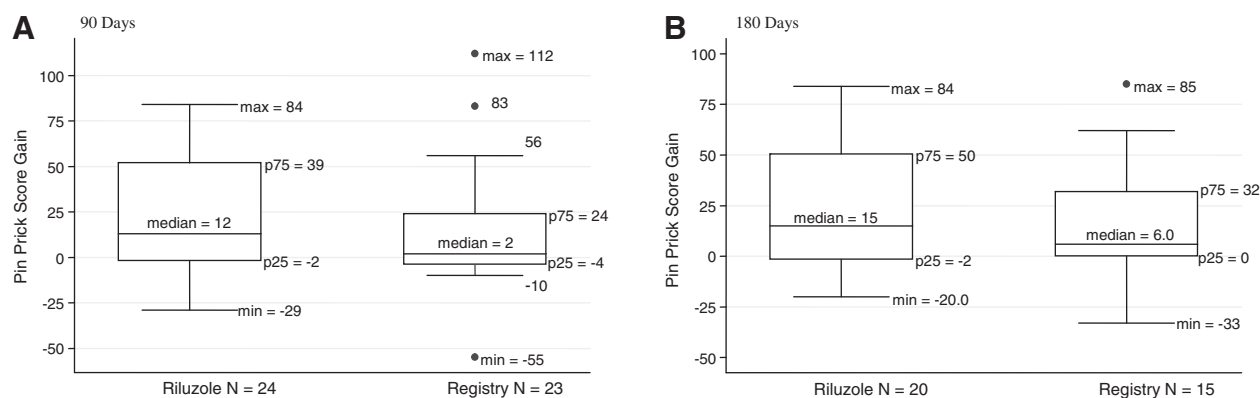 A 90 Days
Pin Prick Score Gain
100
75
50
25
0
-25
-50
max = 84
p75 = 39
median = 12
p25 = -2
min = -29
max = 112
83
56
p75 = 24
median = 2
p25 = -4
-10
min = -55
Riluzole N = 24
Registry N = 23
B 180 Days
Pin Prick Score Gain
100
75
50
25
0
-25
-50
max = 84
p75 = 50
median = 15
p25 = -2
min = -20.0
max = 85
p75 = 32
median = 6.0
p25 = 0
min = -33
Riluzole N = 20
Registry N = 15